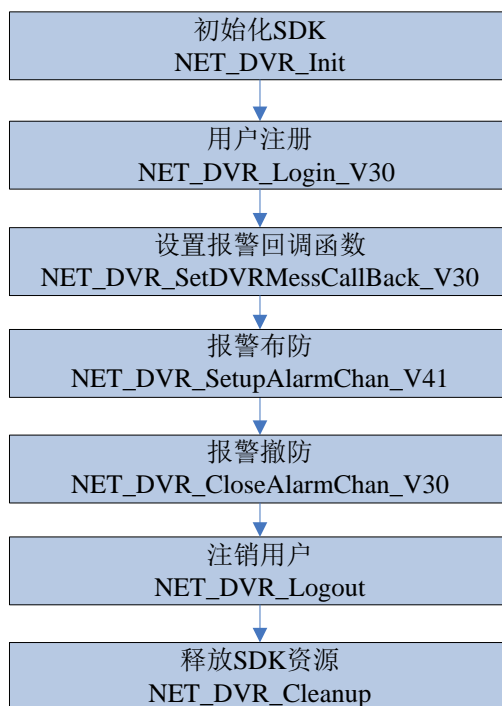 初始化SDK
NET_DVR_Init
用户注册
NET_DVR_Login_V30
设置报警回调函数
NET_DVR_SetDVRMessCallBack_V30
报警布防
NET_DVR_SetupAlarmChan_V41
报警撤防
NET_DVR_CloseAlarmChan_V30
注销用户
NET_DVR_Logout
释放SDK资源
NET_DVR_Cleanup